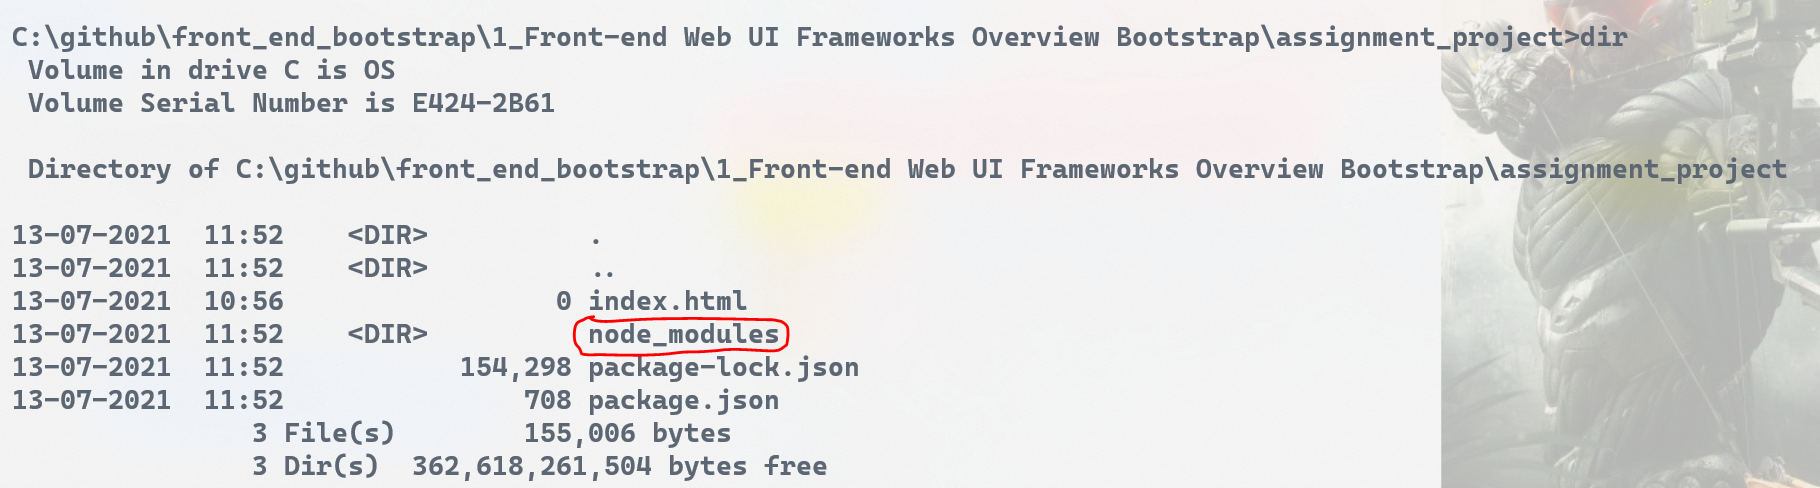 C:\github\front_end_bootstrap\1_Front-end Web UI Frameworks Overview Bootstrap\assignment_project>dir
Volume in drive C is OS
Volume Serial Number is E424-2B61
Directory of C:\github\front_end_bootstrap\1_Front-end Web UI Frameworks Overview Bootstrap\assignment_project
13-07-2021  11:52    <DIR>          .
13-07-2021  11:52    <DIR>          ..
13-07-2021  10:56                 0 index.html
13-07-2021  11:52    <DIR>          node_modules
13-07-2021  11:52           154,298 package-lock.json
13-07-2021  11:52               708 package.json
3 File(s)        155,006 bytes
3 Dir(s)  362,618,261,504 bytes free